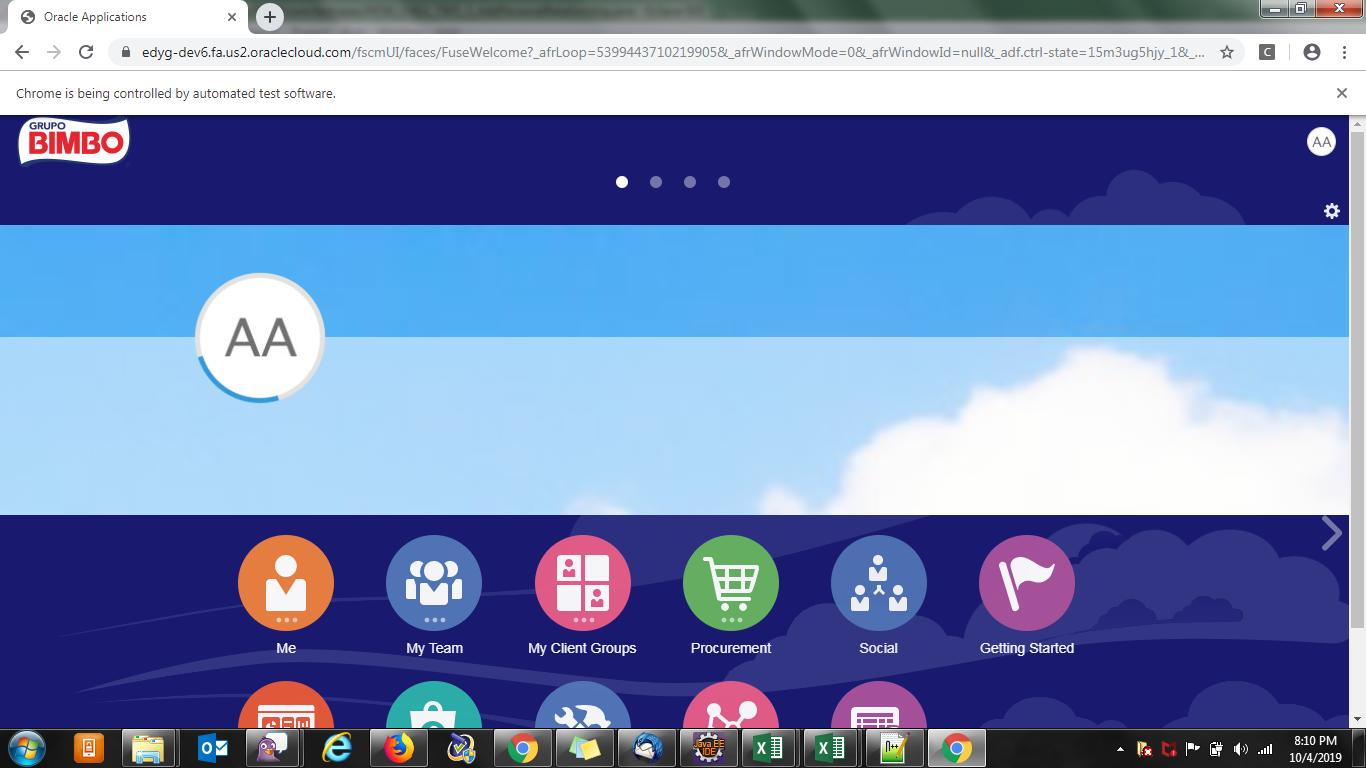 Oracle Applications
edyg-dev6.fa.us2.oraclecloud.com/fscmUI/faces/FuseWelcome?_afrLoop=5399443710219905&_afrWindowMode=0&_afrWindowId=null&_adf.ctrl-state=15m3ug5hjy_1&_...
C
Chrome is being controlled by automated test software.
GRUPO
BIMBO
AA
AA
Me
My Team
My Client Groups
Procurement
Social
Getting Started
Java EE
IDE
8:10 PM
10/4/2019